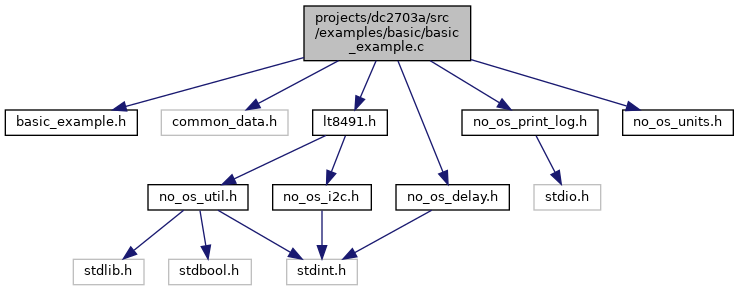 projects/dc2703a/src
/examples/basic/basic
_example.c
basic_example.h
common_data.h
lt8491.h
no_os_print_log.h
no_os_units.h
no_os_util.h
no_os_i2c.h
no_os_delay.h
stdio.h
stdlib.h
stdbool.h
stdint.h